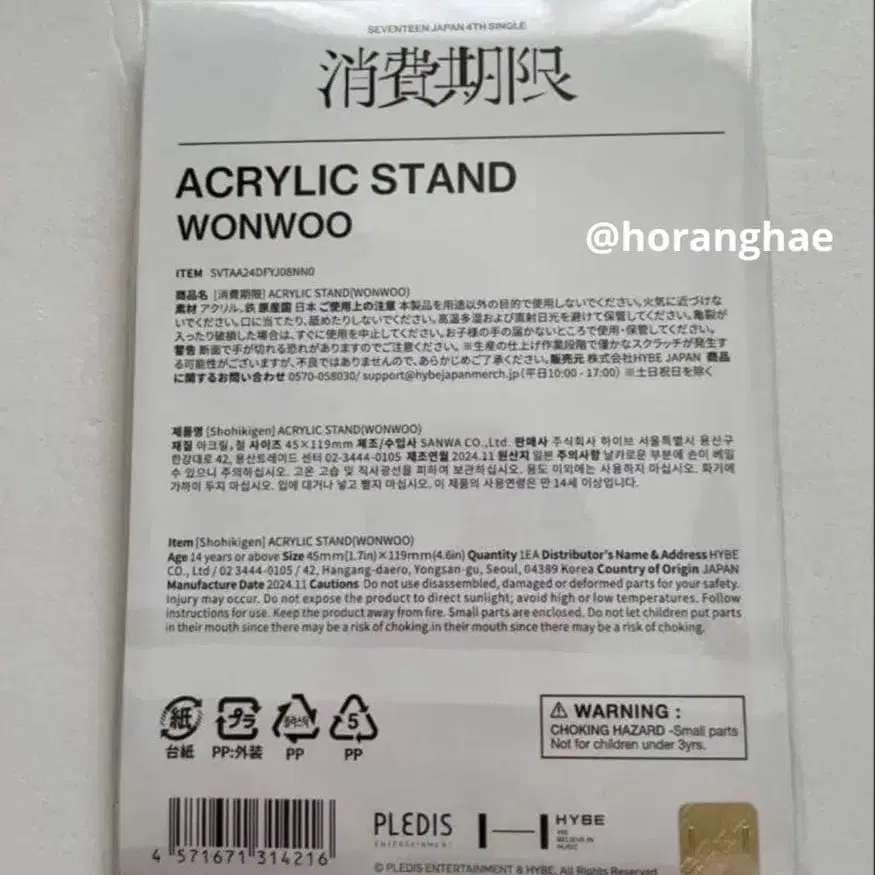 SEVENTEEN JAPAN 4TH SINGLE
消費期限
ACRYLIC STAND
WONWOO
@horanghae
ITEM SVTAA24DFYJ08NN0
商品名 [消費期限] ACRYLIC STAND(WONWOO)
素材 アクリル, 鉄 原産国 日本 ご使用上の注意 本製品を用途以外の目的で使用しないでください。火気に近づけな
いでください。口に当てたり、舐めたりしないでください。高温多湿および直射日光を避けて保管してください。亀裂が
入ったり破損した場合は、すぐに使用を中止してください。お子様の手の届かないところで使用・保管してください。
警告 断面で手が切れる恐れがありますのでご注意ください。※生産の仕上げ作業段階で僅かなスクラッチが発生す
る可能性がございますが、不良ではありませんので、あらかじめご了承ください。販売元 株式会社HYBE JAPAN 商品
に関するお問い合わせ 0570-058030/ support@hybejapanmerch.jp(平日10:00 - 17:00) ※土日祝日を除く
제품명 [Shohikigen] ACRYLIC STAND(WONWOO)
재질 아크릴, 철 사이즈 45×119mm 제조/수입사 SANWA CO.,Ltd. 판매사 주식회사 하이브 서울특별시 용산구
한강대로 42, 용산트레이드 센터 02-3444-0105 제조연월 2024.11 원산지 일본 주의사항 날카로운 부분에 손이 베일
수 있으니 주의하십시오. 고온 고습 및 직사광선을 피하여 보관하십시오. 용도 이외에는 사용하지 마십시오. 화기에
가까이 두지 마십시오. 입에 대거나 넣고 빨지 마십시오. 이 제품의 사용연령은 만 14세 이상입니다.
Item [Shohikigen] ACRYLIC STAND(WONWOO)
Age 14 years or above Size 45mm(1.7in)×119mm(4.6in) Quantity 1EA Distributor's Name & Address HYBE
CO., Ltd / 02 3444-0105 / 42, Hangang-daero, Yongsan-gu, Seoul, 04389 Korea Country of Origin JAPAN
Manufacture Date 2024.11 Cautions Do not use disassembled, damaged or deformed parts for your safety.
Injury may occur. Do not expose the product to direct sunlight; avoid high or low temperatures. Follow
instructions for use. Keep the product away from fire. Small parts are enclosed. Do not let children put parts
in their mouth since there may be a risk of choking.in their mouth since there may be a risk of choking.
紙
台紙
プラ
PP:外装
플라스틱
PP
5
PP
⚠ WARNING :
CHOKING HAZARD -Small parts
Not for children under 3yrs.
4 571671 314216
PLEDIS
ENTERTAINMENT
HYBE
WE
BELIEVE IN
MUSIC
© PLEDIS ENTERTAINMENT & HYBE. All Rights Reserved.